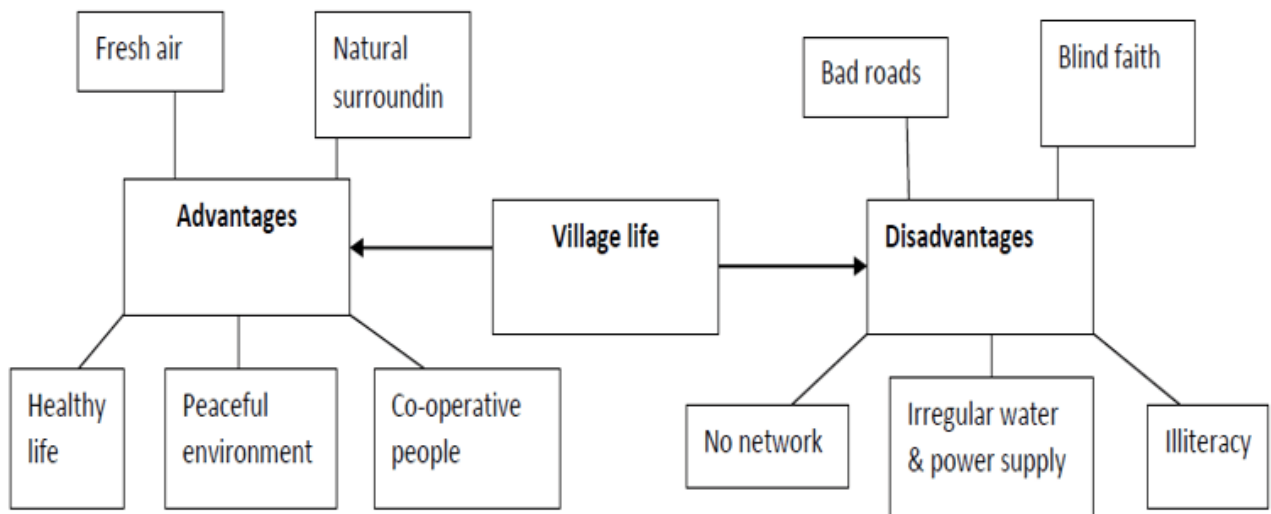 Fresh air
Natural
surroundin
Bad roads
Blind faith
Advantages
Village life
Disadvantages
Healthy
life
Peaceful
environment
Co-operative
people
No network
Irregular water
& power supply
Illiteracy